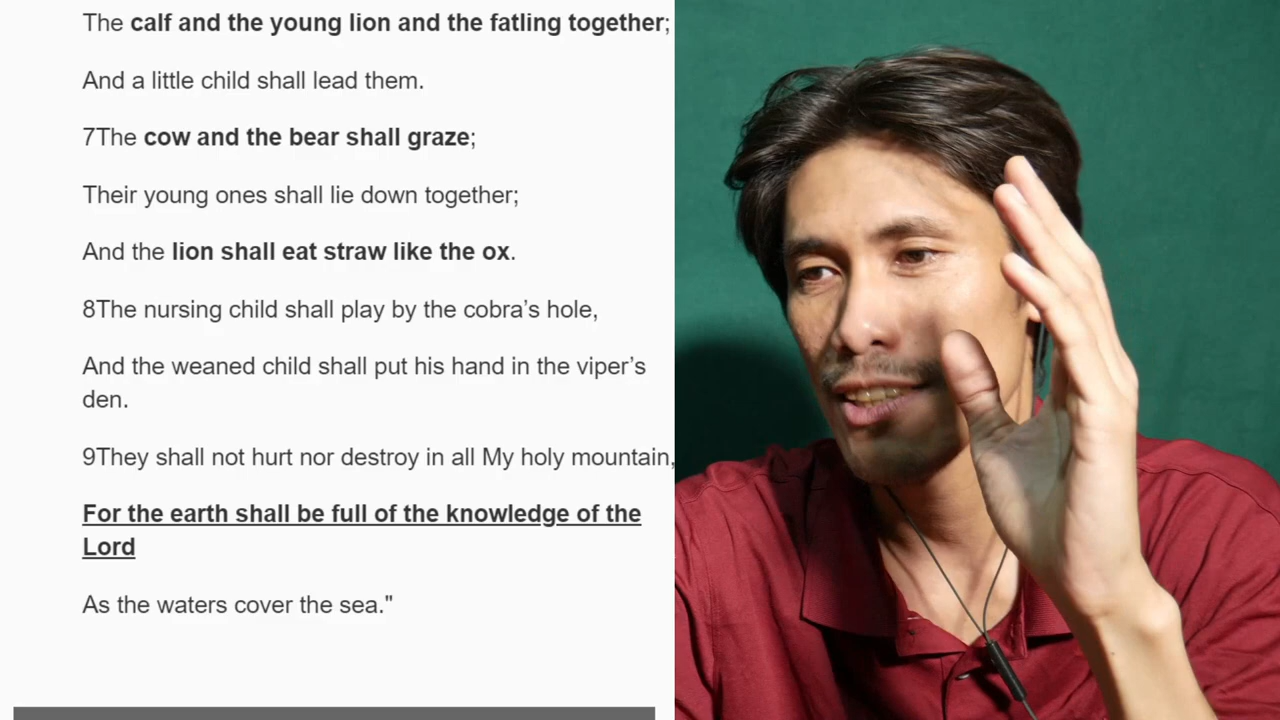 The calf and the young lion and the fatling together;
And a little child shall lead them.
7The cow and the bear shall graze;
Their young ones shall lie down together;
And the lion shall eat straw like the ox.
8The nursing child shall play by the cobra’s hole,
And the weaned child shall put his hand in the viper’s
den.
9They shall not hurt nor destroy in all My holy mountain,
For the earth shall be full of the knowledge of the
Lord
As the waters cover the sea."